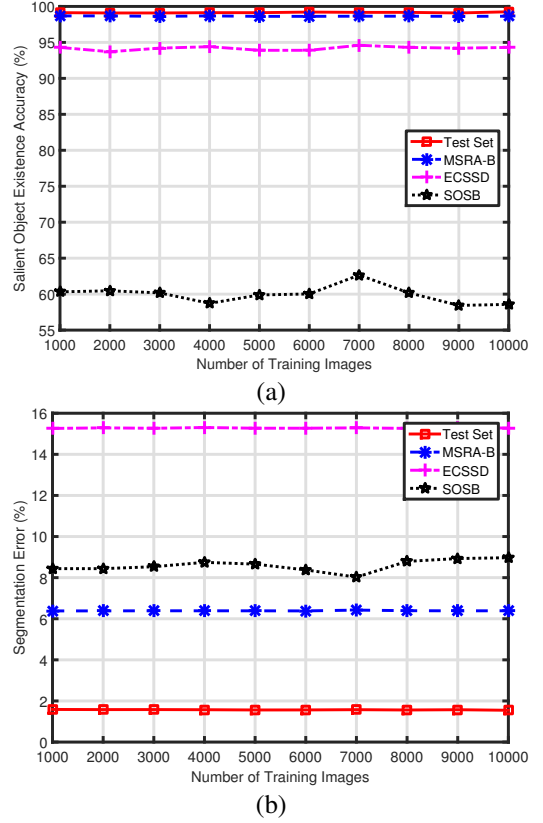 100
95
90
85
80
75
70
65
60
55
Salient Object Existence Accuracy (%)
Test Set
MSRA-B
ECSSD
SOSB
1000 2000 3000 4000 5000 6000 7000 8000 9000 10000
Number of Training Images
(a)
16
14
12
10
8
6
4
2
0
Segmentation Error (%)
Test Set
MSRA-B
ECSSD
SOSB
1000 2000 3000 4000 5000 6000 7000 8000 9000 10000
Number of Training Images
(b)